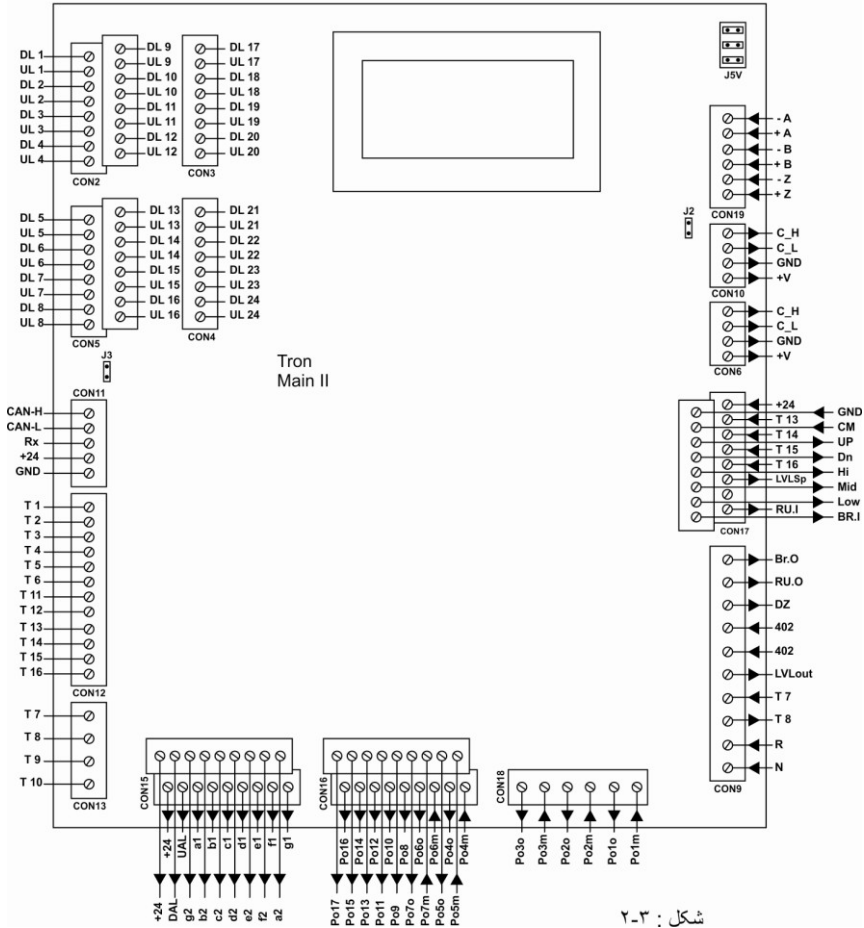 DL 1
UL 1
DL 2
UL 2
DL 3
UL 3
DL 4
UL 4
CON2
DL 9
UL 9
DL 10
UL 10
DL 11
UL 11
DL 12
UL 12
DL 17
UL 17
DL 18
UL 18
DL 19
UL 19
DL 20
UL 20
CON3
DL 5
UL 5
DL 6
UL 6
DL 7
UL 7
DL 8
UL 8
CON5
DL 13
UL 13
DL 14
UL 14
DL 15
UL 15
DL 16
UL 16
DL 21
UL 21
DL 22
UL 22
DL 23
UL 23
DL 24
UL 24
CON4
J5V
- A
+ A
- B
+ B
- Z
+ Z
CON19
J2
C_H
C_L
GND
+V
CON10
C_H
C_L
GND
+V
CON6
J3
Tron
Main II
CON11
CAN-H
CAN-L
Rx
+24
GND
T 1
T 2
T 3
T 4
T 5
T 6
T 11
T 12
T 13
T 14
T 15
T 16
CON12
T 7
T 8
T 9
T 10
CON13
+24
T 13
T 14
T 15
T 16
LVLSp
RU.I
GND
CM
UP
Dn
Hi
Mid
Low
BR.I
CON17
Br.O
RU.O
DZ
402
402
LVLout
T 7
T 8
R
N
CON9
CON15
+24
UAL
a1
b1
c1
d1
e1
f1
g1
+24
DAL
g2
b2
c2
d2
e2
f2
a2
CON16
Po16
Po14
Po12
Po10
Po8
Po6o
Po6m
Po4o
Po4m
Po17
Po15
Po13
Po11
Po9
Po7o
Po7m
Po5o
Po5m
CON18
Po3o
Po3m
Po2o
Po2m
Po1o
Po1m
شکل : ۳-۲